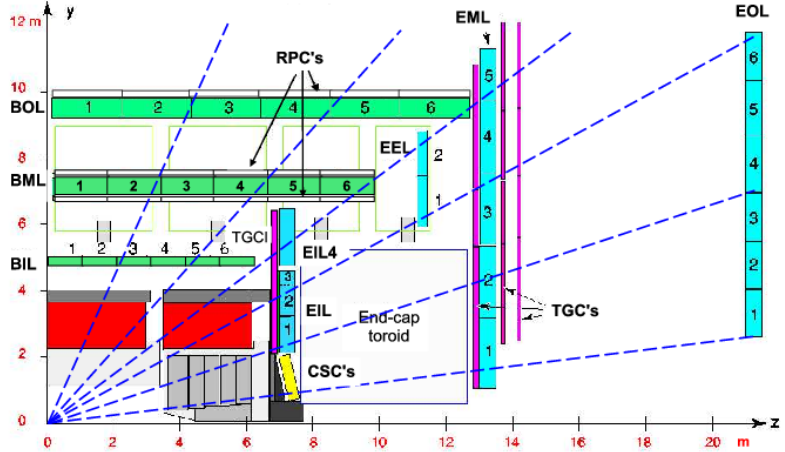 12 m
y
EML
EOL
RPC's
6
5
10
BOL
1 2 3 4 5 6
5
8
EEL
2
4
4
BML
1 2 3 4 5 6
1
6
TGCI
3
3
1 2 3 4 5 6
EIL4
BIL
3
2
2
4
2
EIL
End-cap
toroid
TGC's
1
1
2
CSC's
1
0
z
0 2 4 6 8 10 12 14 16 18 20 m